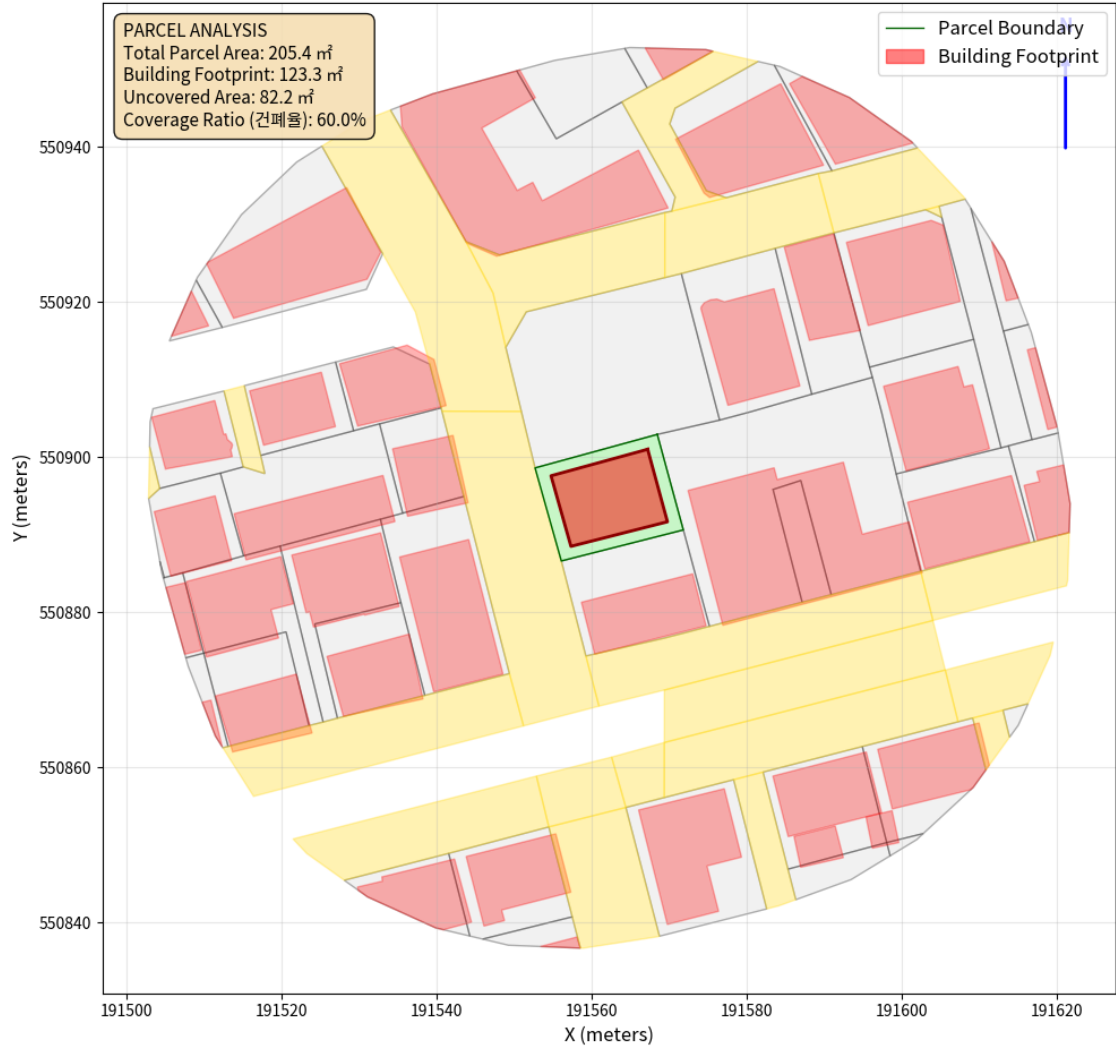 PARCEL ANALYSIS
Total Parcel Area: 205.4 ㎡
Building Footprint: 123.3 ㎡
Uncovered Area: 82.2 ㎡
Coverage Ratio (건폐율): 60.0%
Parcel Boundary
Building Footprint
N
550940
550920
550900
550880
550860
550840
Y (meters)
191500
191520
191540
191560
191580
191600
191620
X (meters)